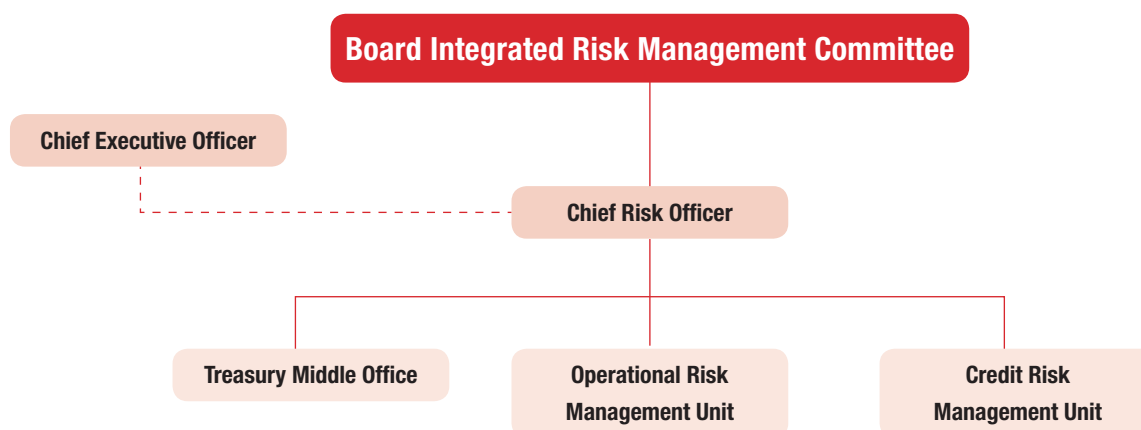 Board Integrated Risk Management Committee
Chief Executive Officer
Chief Risk Officer
Treasury Middle Office
Operational Risk
Management Unit
Credit Risk
Management Unit